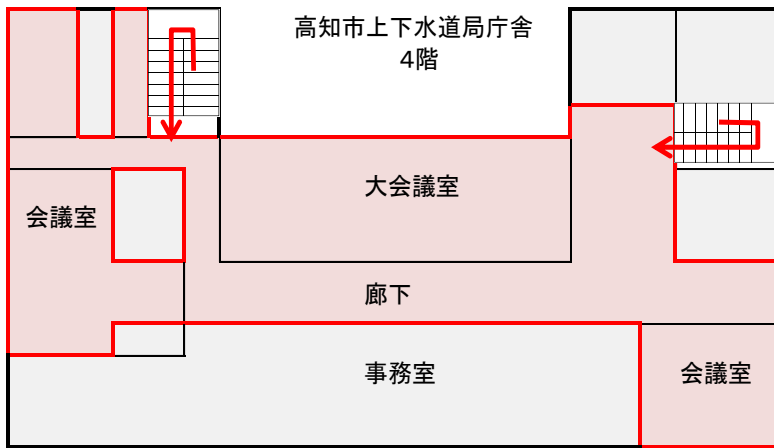 高知市上下水道局庁舎
4階
大会議室
会議室
廊下
事務室
会議室